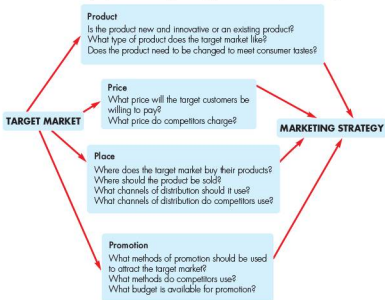 Product
Is the product new and innovative or an existing product?
What type of product does the target market like?
Does the product need to be changed to meet consumer tastes?
Price
What price will the target customers be
willing to pay?
What price do competitors charge?
TARGET MARKET
MARKETING STRATEGY
Place
Where does the target market buy their products?
Where should the product be sold?
What channels of distribution should it use?
What channels of distribution do competitors use?
Promotion
What methods of promotion should be used
to attract the target market?
What methods do competitors use?
What budget is available for promotion?